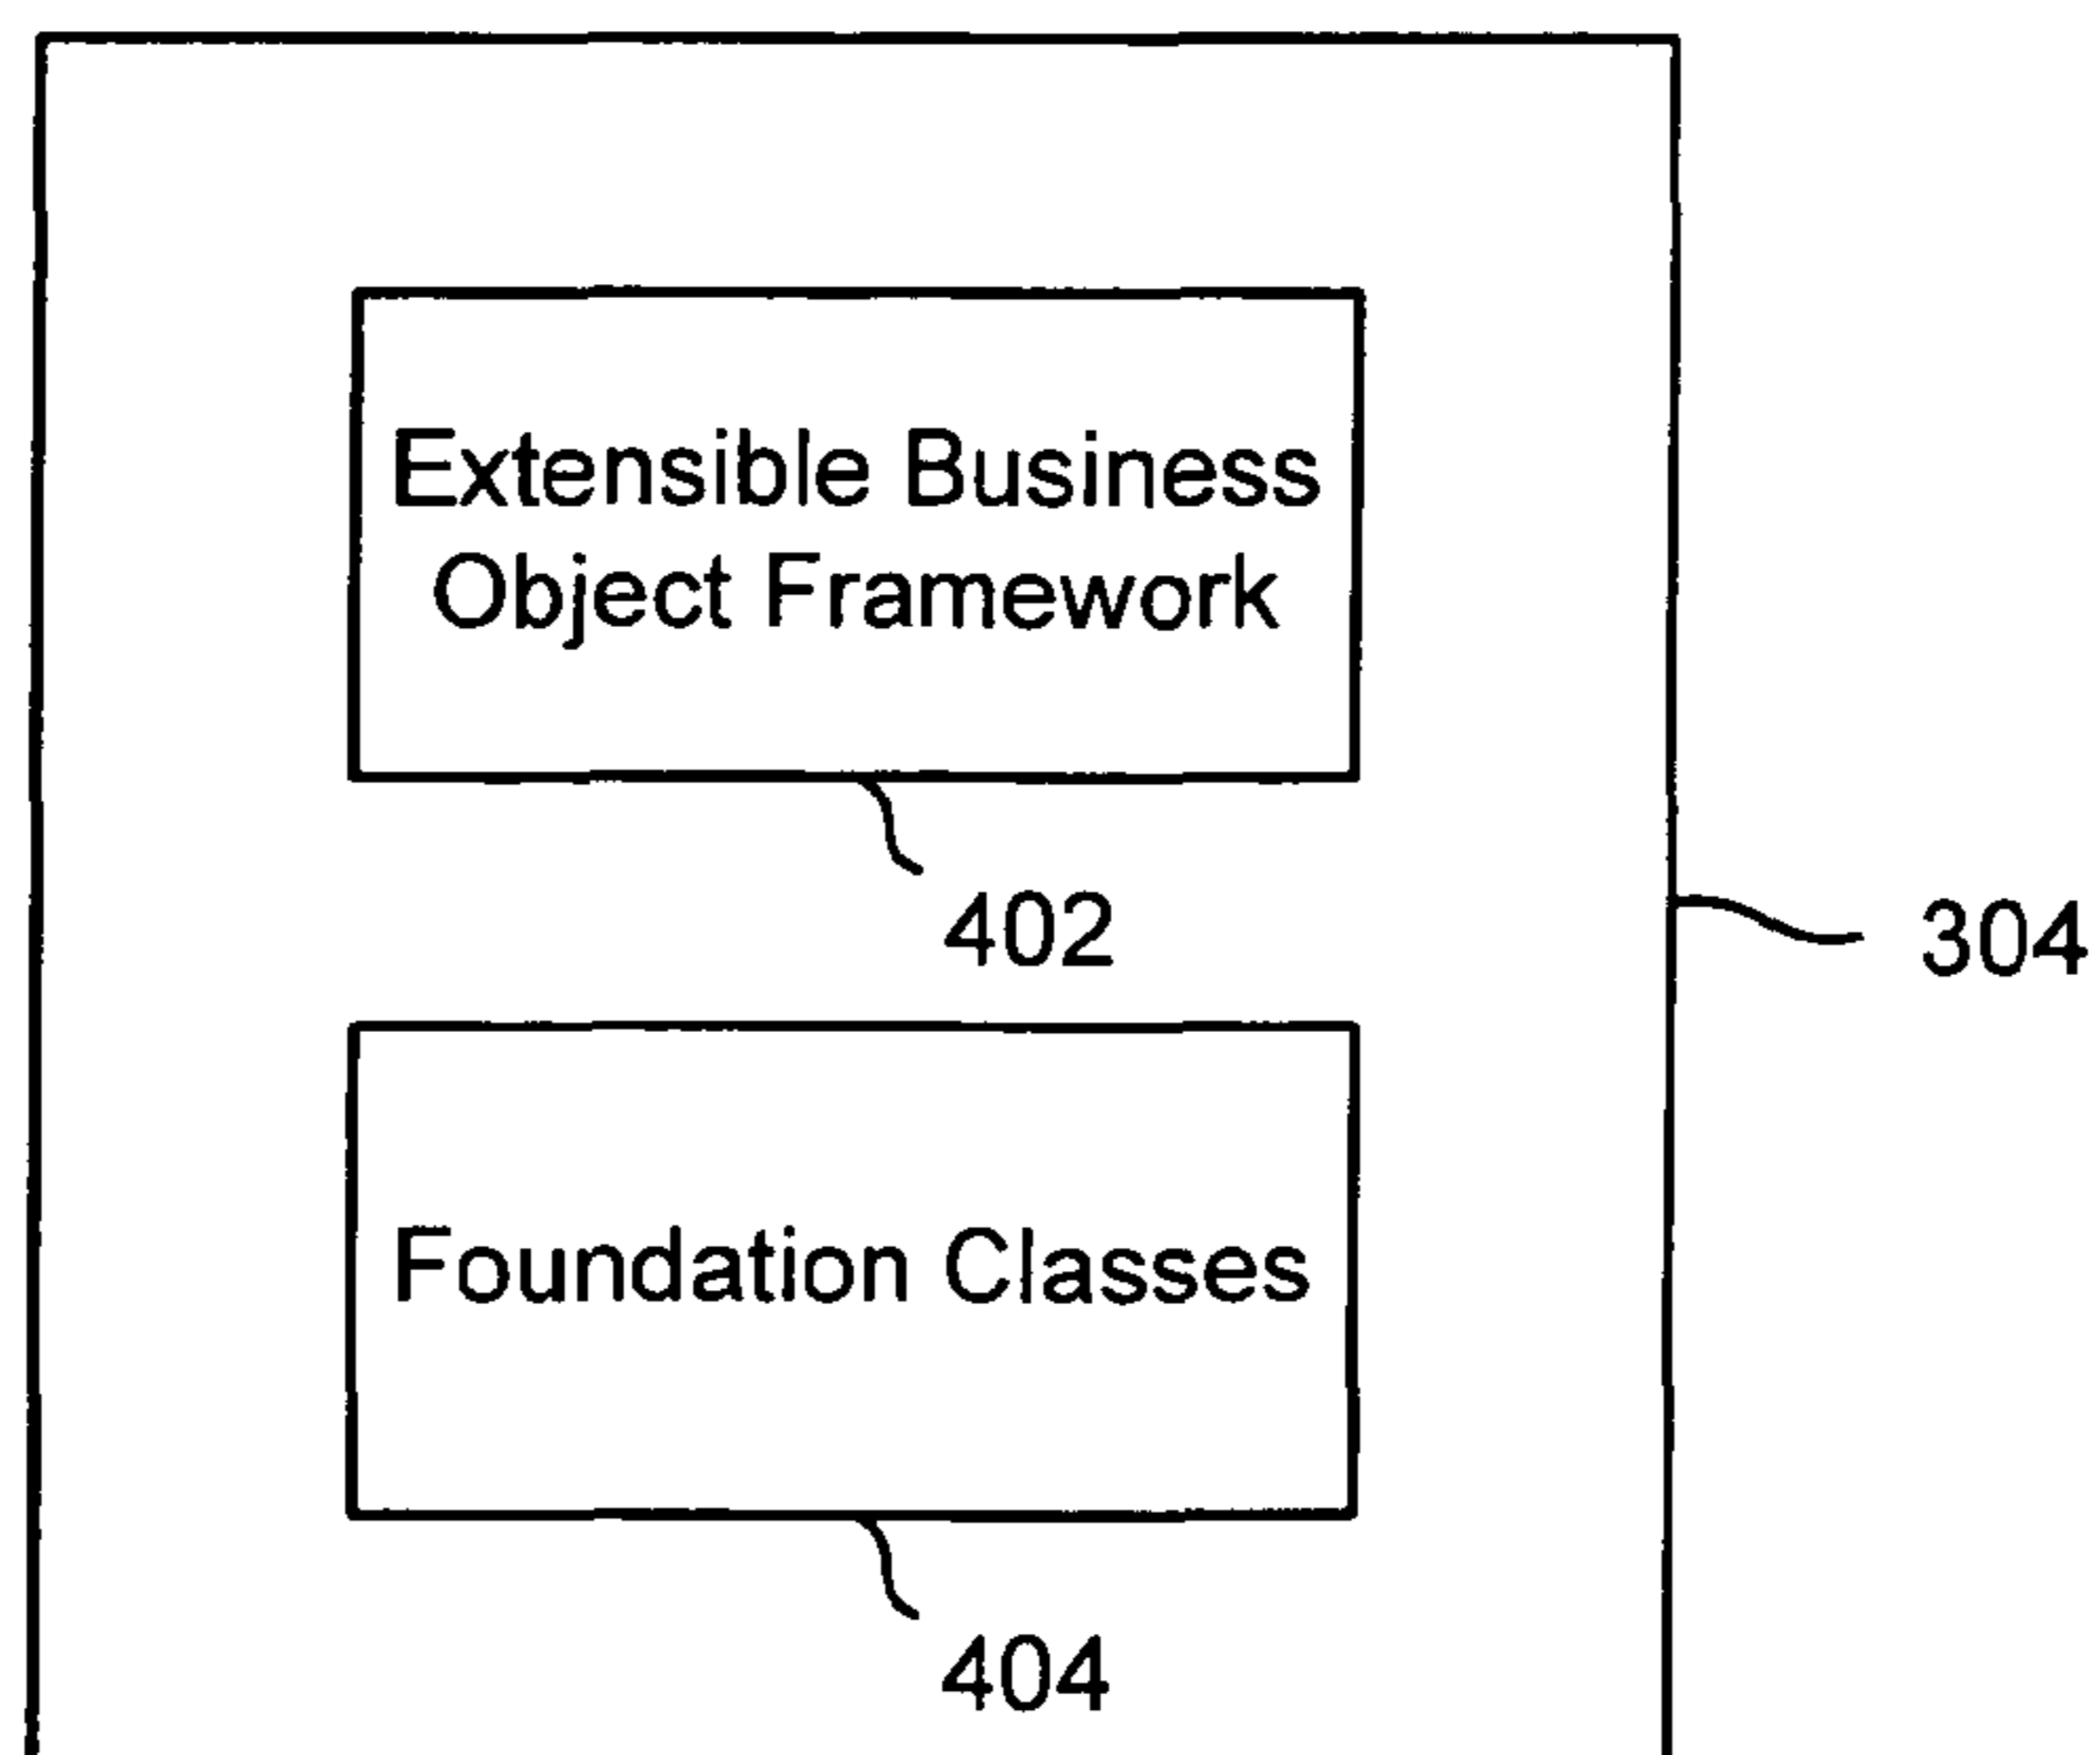 Extensible Business
Object Framework
402
304
Foundation Classes
404